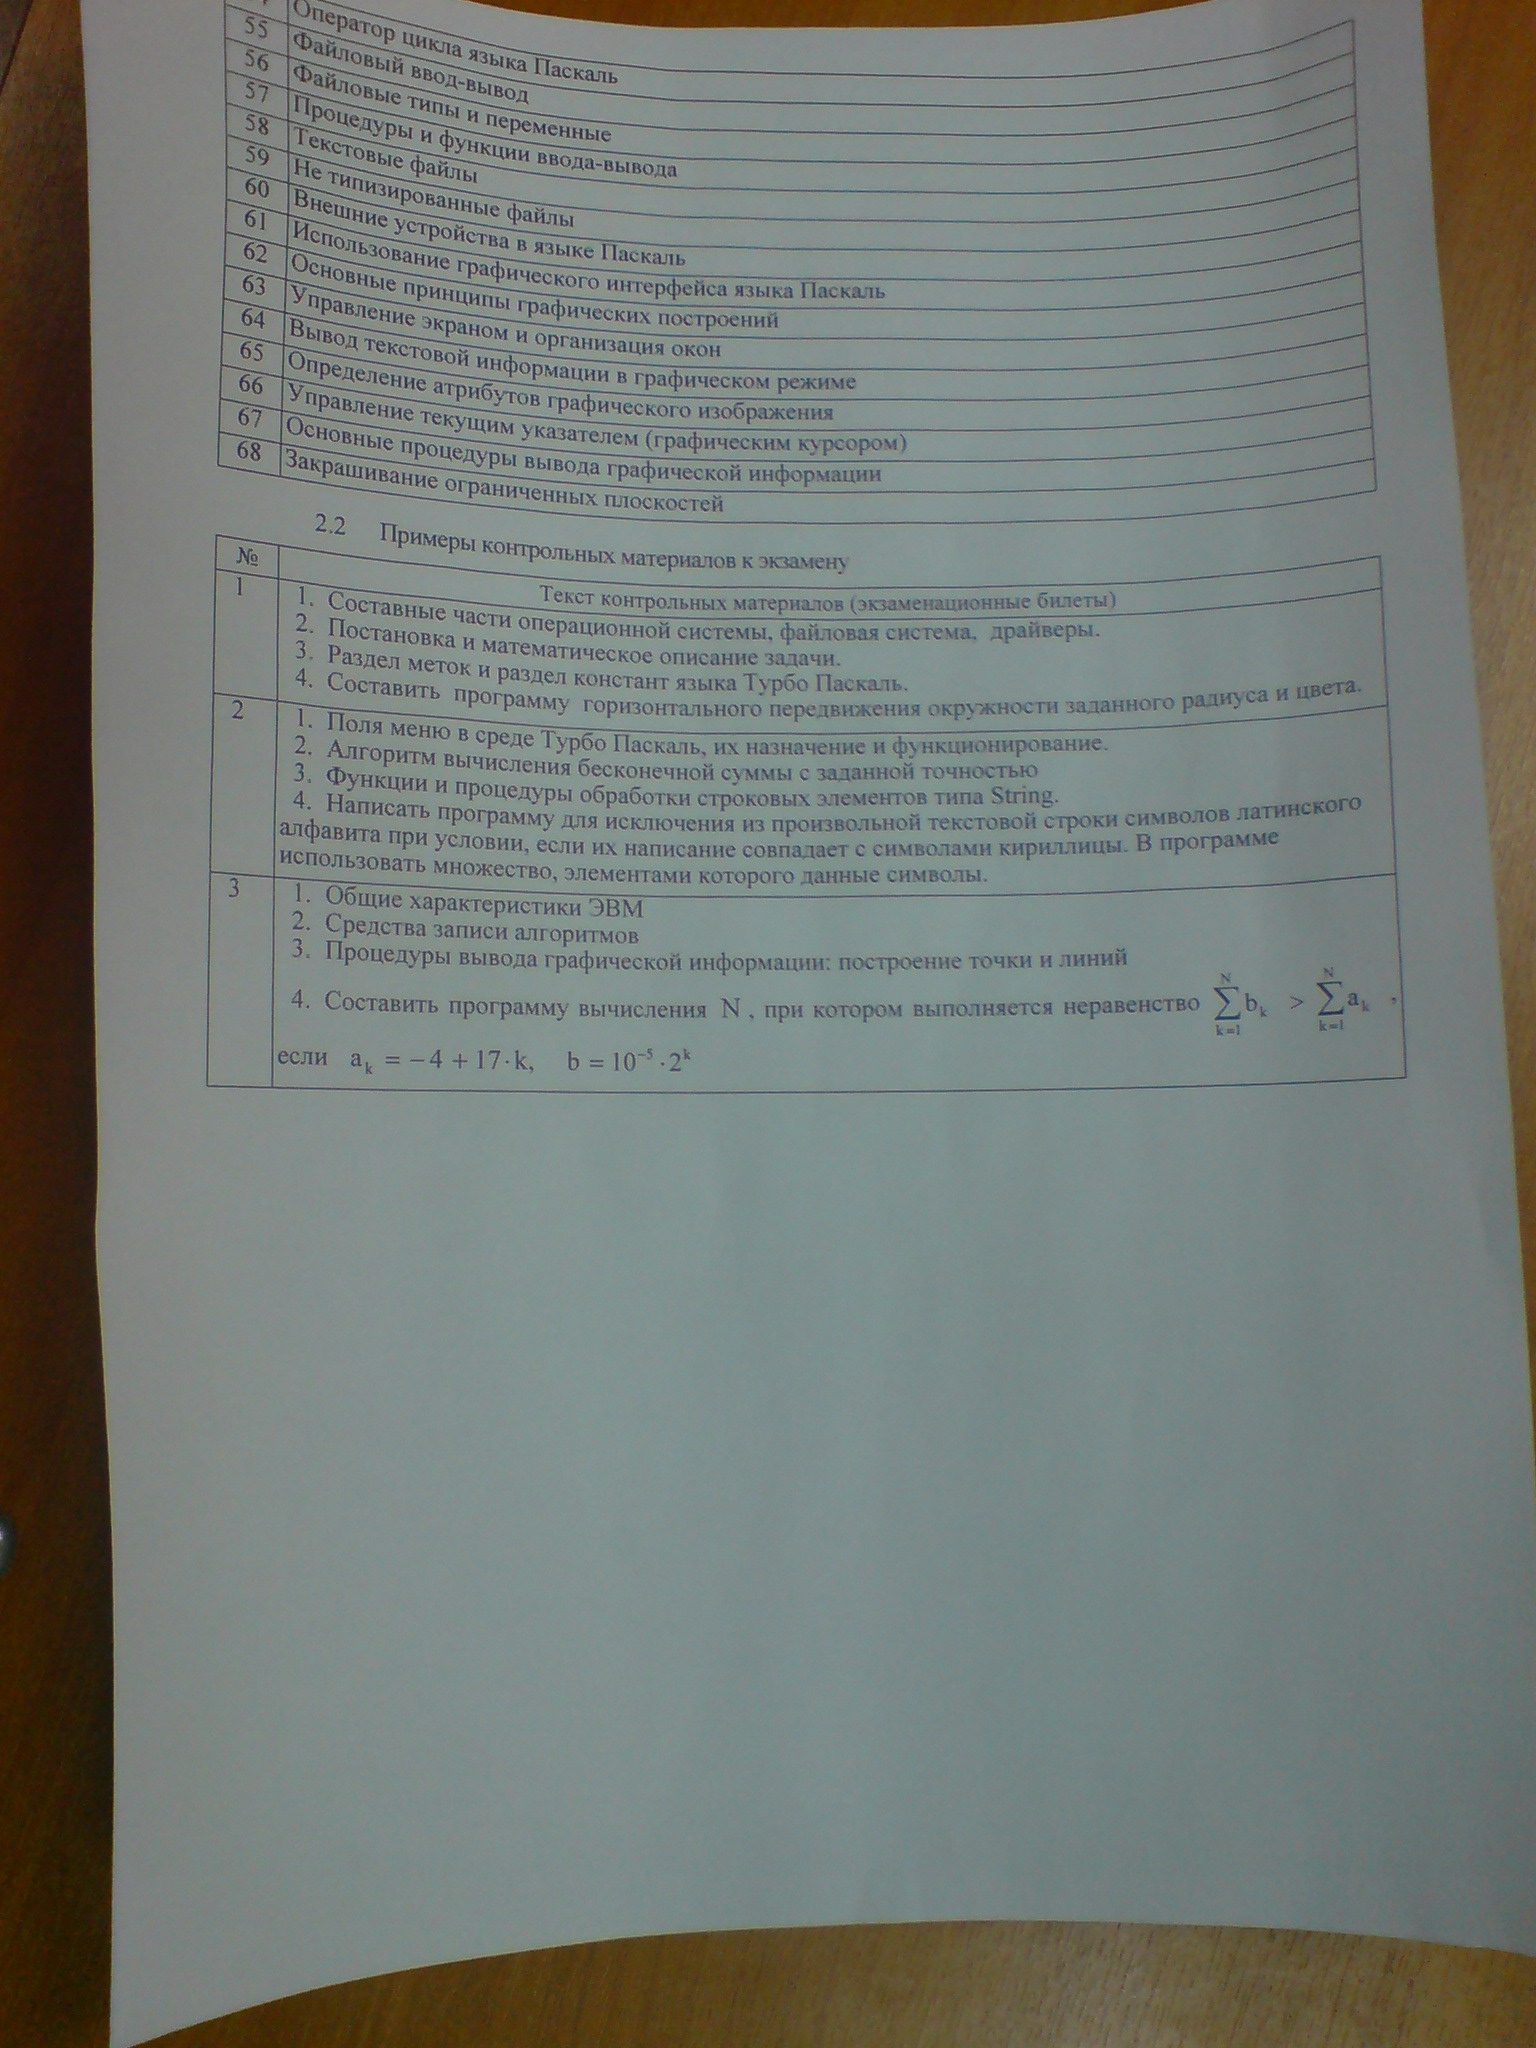 Оператор цикла языка Паскаль
55 Файловый ввод-вывод
56 Файловые типы и переменные
57 Процедуры и функции ввода-вывода
58 Текстовые файлы
59 Не типизированные файлы
60 Внешние устройства в языке Паскаль
61 Использование графического интерфейса языка Паскаль
62 Основные принципы графических построений
63 Управление экраном и организация окон
64 Вывод текстовой информации в графическом режиме
65 Определение атрибутов графического изображения
66 Управление текущим указателем (графическим курсором)
67 Основные процедуры вывода графической информации
68 Закрашивание ограниченных плоскостей
2.2 Примеры контрольных материалов к экзамену
№ Текст контрольных материалов (экзаменационные билеты)
1 1. Составные части операционной системы, файловая система, драйверы.
2. Постановка и математическое описание задачи.
3. Раздел меток и раздел констант языка Турбо Паскаль.
4. Составить программу горизонтального передвижения окружности заданного радиуса и цвета.
2 1. Поля меню в среде Турбо Паскаль, их назначение и функционирование.
2. Алгоритм вычисления бесконечной суммы с заданной точностью
3. Функции и процедуры обработки строковых элементов типа String.
4. Написать программу для исключения из произвольной текстовой строки символов латинского
алфавита при условии, если их написание совпадает с символами кириллицы. В программе
использовать множество, элементами которого данные символы.
3 1. Общие характеристики ЭВМ
2. Средства записи алгоритмов
3. Процедуры вывода графической информации: построение точки и линий
4. Составить программу вычисления N , при котором выполняется неравенство ∑_{k=1}^{N} b_k > ∑_{k=1}^{N} a_k ,
если a_k = −4 + 17·k, b = 10^{−5} · 2^k